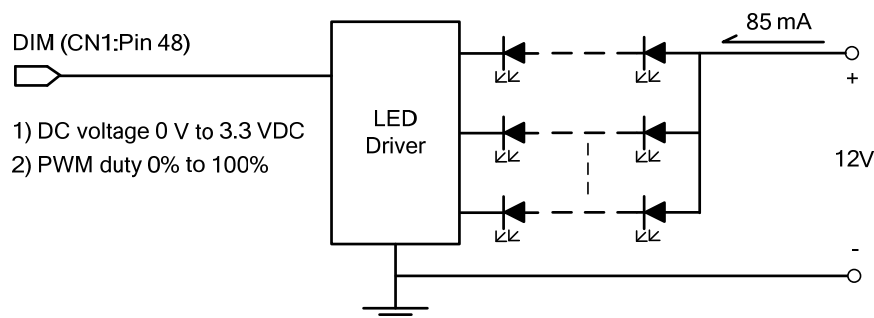 DIM (CN1:Pin 48)
1) DC voltage 0 V to 3.3 VDC
2) PWM duty 0% to 100%
LED
Driver
85 mA
+
12V
-